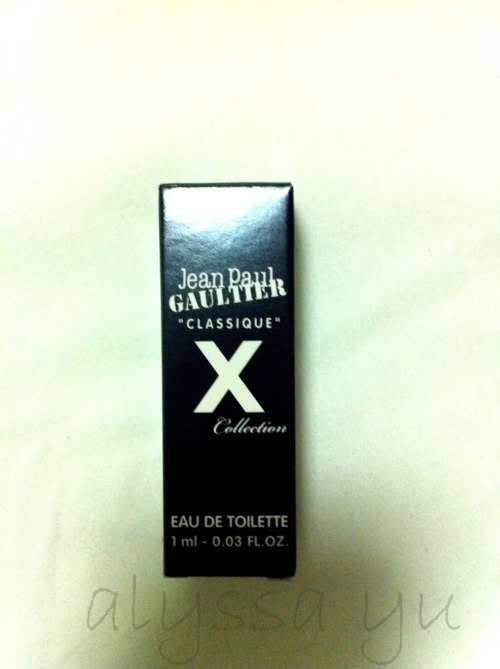 Jean Paul
GAULTIER
"CLASSIQUE"
X
Collection
EAU DE TOILETTE
1 ml - 0.03 FL.OZ.
alyssa yu